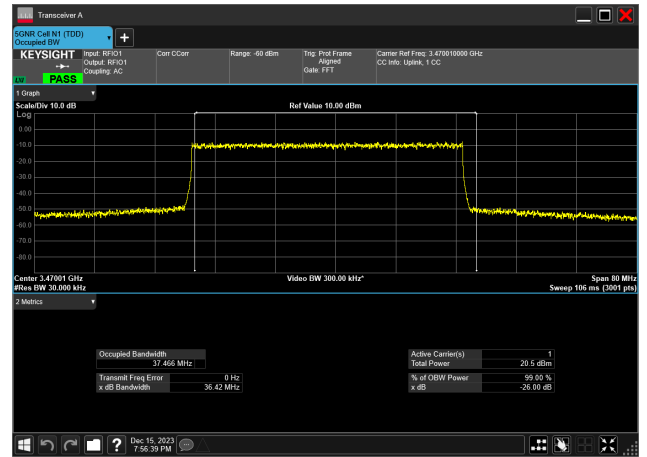 Transceiver A
5GNR Cell N1 (TDD)
Occupied BW
KEYSIGHT
Input: RFIO1
Output: RFIO1
Coupling: AC
Corr CCorr
Range: -60 dBm
Trig: Prot Frame
Aligned
Gate: FFT
Carrier Ref Freq: 3.470010000 GHz
CC Info: Uplink, 1 CC
LXI
PASS
1 Graph
Scale/Div 10.0 dB
Ref Value 10.00 dBm
Log
0.00
-10.0
-20.0
-30.0
-40.0
-50.0
-60.0
-70.0
-80.0
Center 3.47001 GHz
Video BW 300.00 kHz*
Span 80 MHz
#Res BW 30.000 kHz
Sweep 106 ms (3001 pts)
2 Metrics
Occupied Bandwidth
37.466 MHz
Transmit Freq Error 0 Hz
x dB Bandwidth 36.42 MHz
Active Carrier(s) 1
Total Power 20.5 dBm
% of OBW Power 99.00 %
x dB -26.00 dB
Dec 15, 2023
7:56:39 PM